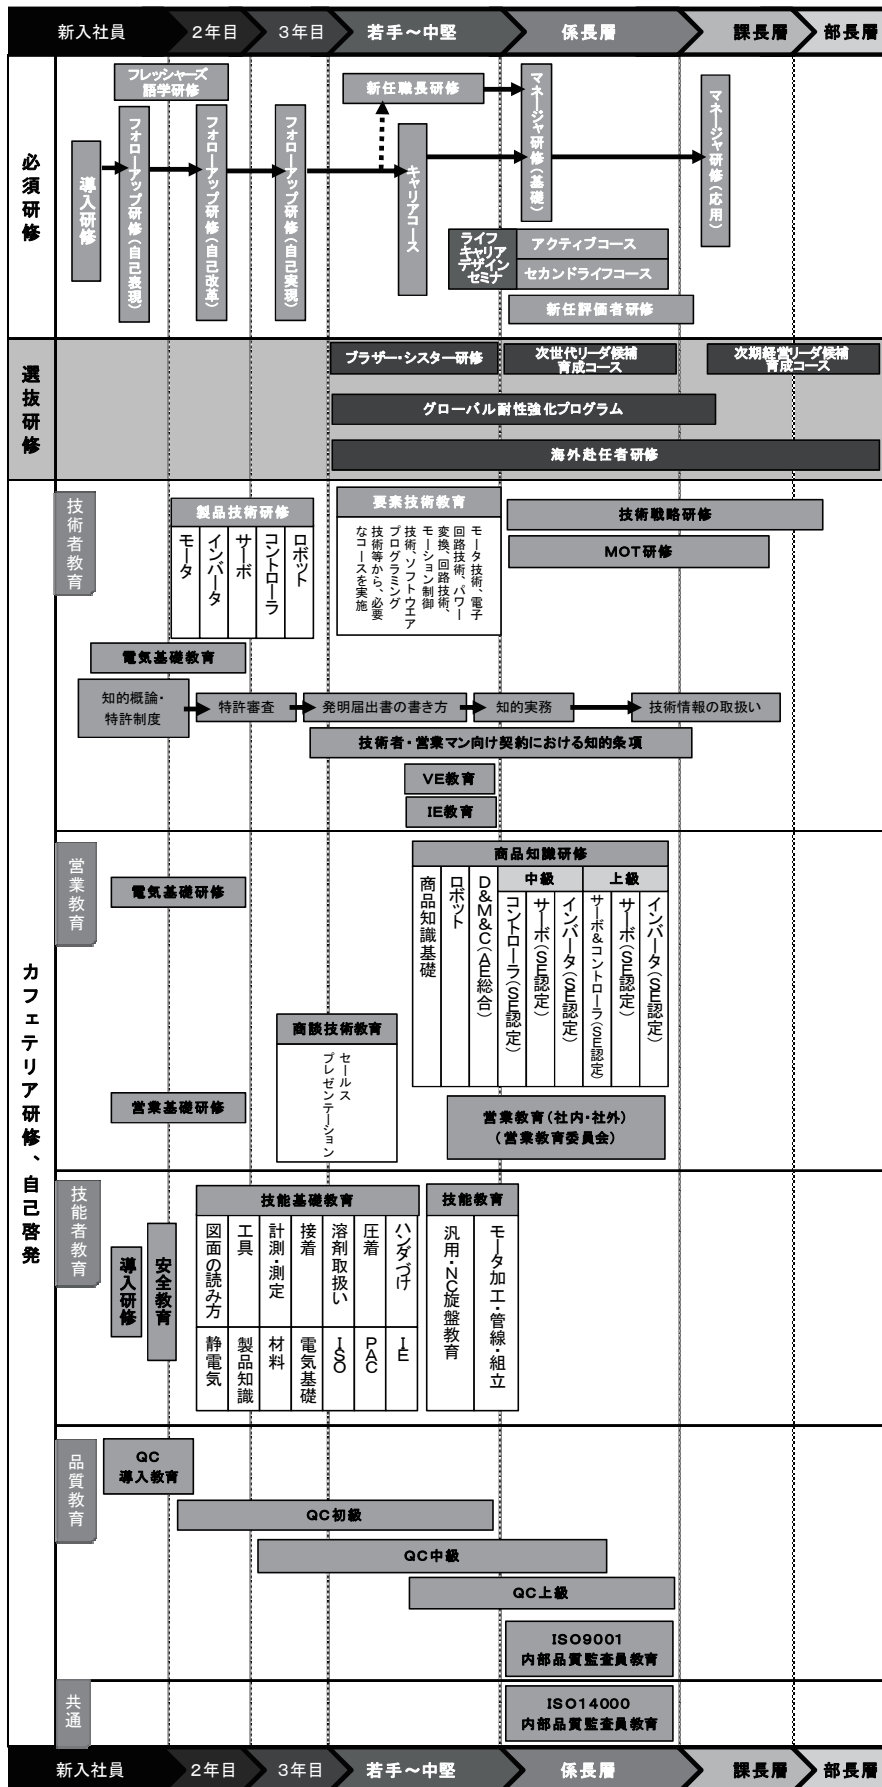 新入社員
2年目
3年目
若手～中堅
係長層
課長層
部長層
必須研修
フレッシャーズ
語学研修
導入研修
フォローアップ研修(自己表現)
フォローアップ研修(自己改革)
フォローアップ研修(自己実現)
新任職長研修
キャリアコース
マネージャ研修(基礎)
マネージャ研修(応用)
ライフ
キャリア
デザイン
セミナ
アクティブコース
セカンドライフコース
新任評価者研修
選抜研修
ブラザー・シスター研修
次世代リーダ候補
育成コース
次期経営リーダ候補
育成コース
グローバル耐性強化プログラム
海外赴任者研修
カフェテリア研修、自己啓発
技術者教育
製品技術研修
モータ
インバータ
サーボ
コントローラ
ロボット
要素技術教育
モータ技術、電子
回路技術、パワー
変換、回路技術、
モーション制御
技術、ソフトウエア
プログラミング
技術等から、必要
なコースを実施
技術戦略研修
MOT研修
電気基礎教育
知的概論・
特許制度
特許審査
発明届出書の書き方
知的実務
技術情報の取扱い
技術者・営業マン向け契約における知的条項
VE教育
IE教育
営業教育
電気基礎研修
営業基礎研修
商談技術教育
セールス
プレゼンテーション
商品知識研修
商品知識基礎
ロボット
D&M&C(AE総合)
中級
コントローラ(SE認定)
サーボ(SE認定)
インバータ(SE認定)
上級
サーボ&コントローラ(SE認定)
サーボ(SE認定)
インバータ(SE認定)
営業教育(社内・社外)
(営業教育委員会)
技能者教育
導入研修
安全教育
技能基礎教育
図面の読み方
工具
計測・測定
接着
溶剤取扱い
圧着
ハンダづけ
静電気
製品知識
材料
電気基礎
ISO
PAC
IE
技能教育
汎用・NC旋盤教育
モータ加工・管線・組立
品質教育
QC
導入教育
QC初級
QC中級
QC上級
ISO9001
内部品質監査員教育
共通
ISO14000
内部品質監査員教育
新入社員
2年目
3年目
若手～中堅
係長層
課長層
部長層